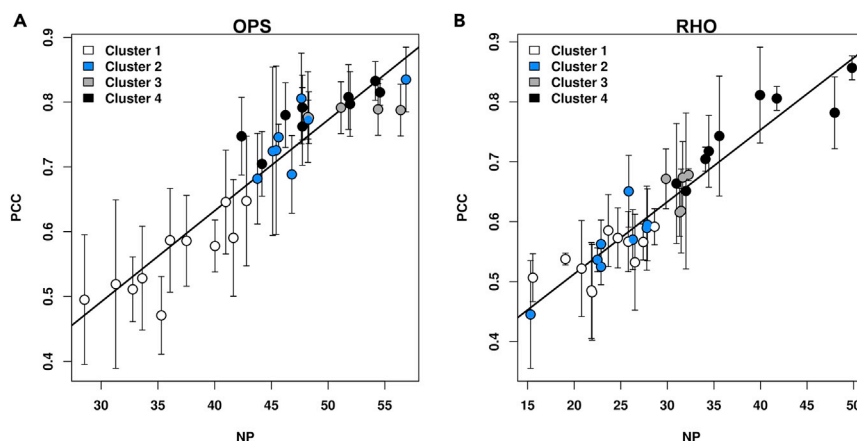 A
OPS
Cluster 1
Cluster 2
Cluster 3
Cluster 4
PCC
0.9
0.8
0.7
0.6
0.5
0.4
30 35 40 45 50 55
NP
B
RHO
Cluster 1
Cluster 2
Cluster 3
Cluster 4
PCC
0.9
0.8
0.7
0.6
0.5
0.4
15 20 25 30 35 40 45 50
NP